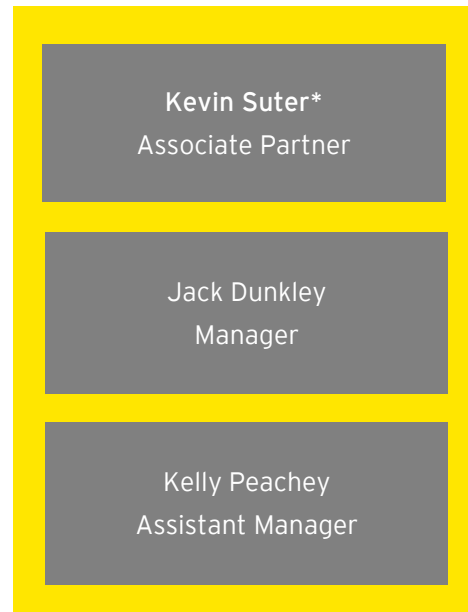 Kevin Suter*
Associate Partner
Jack Dunkley
Manager
Kelly Peachey
Assistant Manager